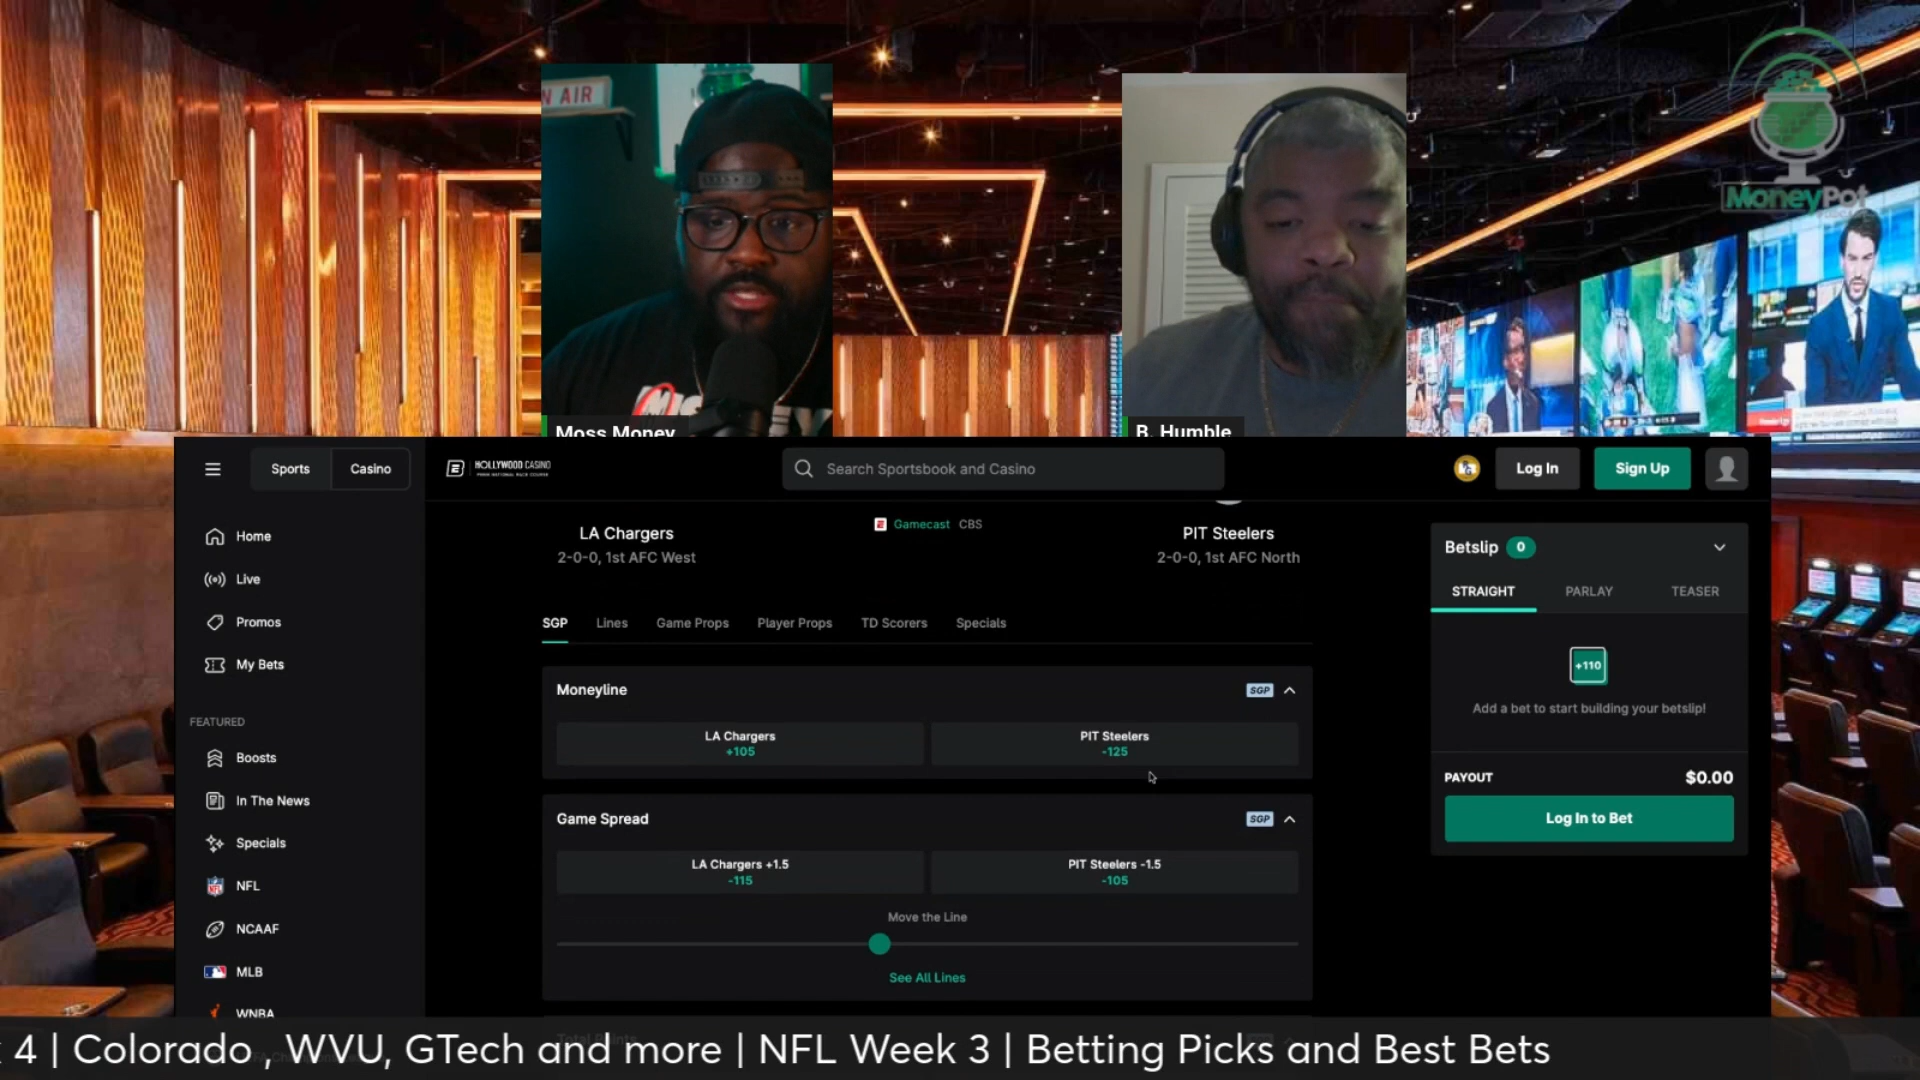 N AIR
MoneyPot
Moss Money
B. Humble
Sports
Casino
HOLLYWOOD CASINO
Search Sportsbook and Casino
Log In
Sign Up
Home
Live
Promos
My Bets
FEATURED
Boosts
In The News
Specials
NFL
NCAAF
MLB
WNBA
LA Chargers
2-0-0, 1st AFC West
Gamecast CBS
PIT Steelers
2-0-0, 1st AFC North
SGP
Lines
Game Props
Player Props
TD Scorers
Specials
Moneyline
SGP
LA Chargers
+105
PIT Steelers
-125
Game Spread
SGP
LA Chargers +1.5
-115
PIT Steelers -1.5
-105
Move the Line
See All Lines
Betslip 0
STRAIGHT
PARLAY
TEASER
+110
Add a bet to start building your betslip!
PAYOUT
$0.00
Log In to Bet
4 | Colorado , WVU, GTech and more | NFL Week 3 | Betting Picks and Best Bets